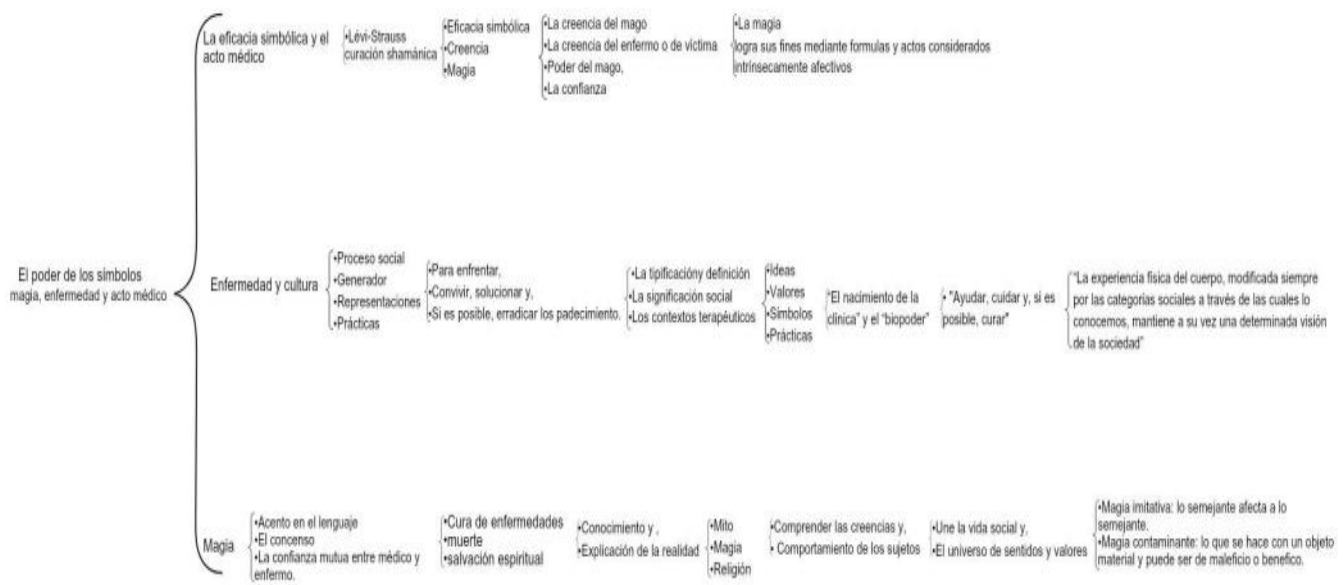 El poder de los símbolos
magia, enfermedad y acto médico
La eficacia simbólica y el
acto médico
•Lévi-Strauss
curación shamánica
•Eficacia simbólica
•Creencia
•Magia
•La creencia del mago
•La creencia del enfermo o de víctima
•Poder del mago,
•La confianza
•La magia
logra sus fines mediante formulas y actos considerados
intrínsecamente afectivos
Enfermedad y cultura
•Proceso social
•Generador
•Representaciones
•Prácticas
•Para enfrentar,
•Convivir, solucionar y,
•Si es posible, erradicar los padecimiento.
•La tipificacióny definición
•La significación social
•Los contextos terapéuticos
•Ideas
•Valores
•Símbolos
•Prácticas
"El nacimiento de la
clínica" y el "biopoder"
• "Ayudar, cuidar y, si es
posible, curar"
"La experiencia física del cuerpo, modificada siempre
por las categorías sociales a través de las cuales lo
conocemos, mantiene a su vez una determinada visión
de la sociedad"
Magia
•Acento en el lenguaje
•El concenso
•La confianza mutua entre médico y
enfermo.
•Cura de enfermedades
•muerte
•salvación espiritual
•Conocimiento y ,
•Explicación de la realidad
•Mito
•Magia
•Religión
•Comprender las creencias y,
• Comportamiento de los sujetos
•Une la vida social y,
•El universo de sentidos y valores
•Magia imitativa: lo semejante afecta a lo
semejante.
•Magia contaminante: lo que se hace con un objeto
material y puede ser de maleficio o benefico.